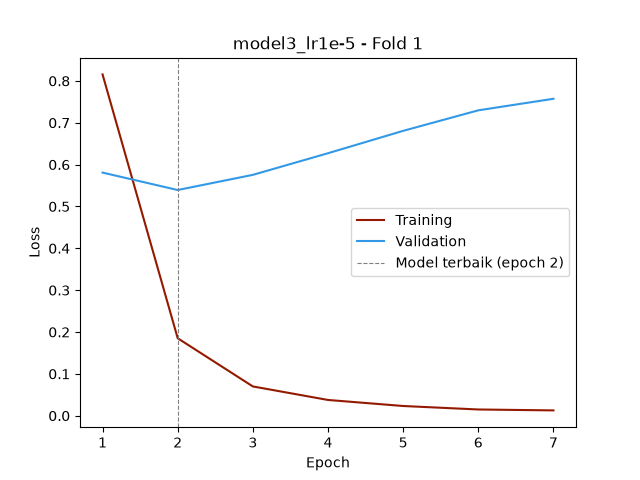 model3_lr1e-5 - Fold 1
Loss
0.8
0.7
0.6
0.5
0.4
0.3
0.2
0.1
0.0
Training
Validation
Model terbaik (epoch 2)
1 2 3 4 5 6 7
Epoch